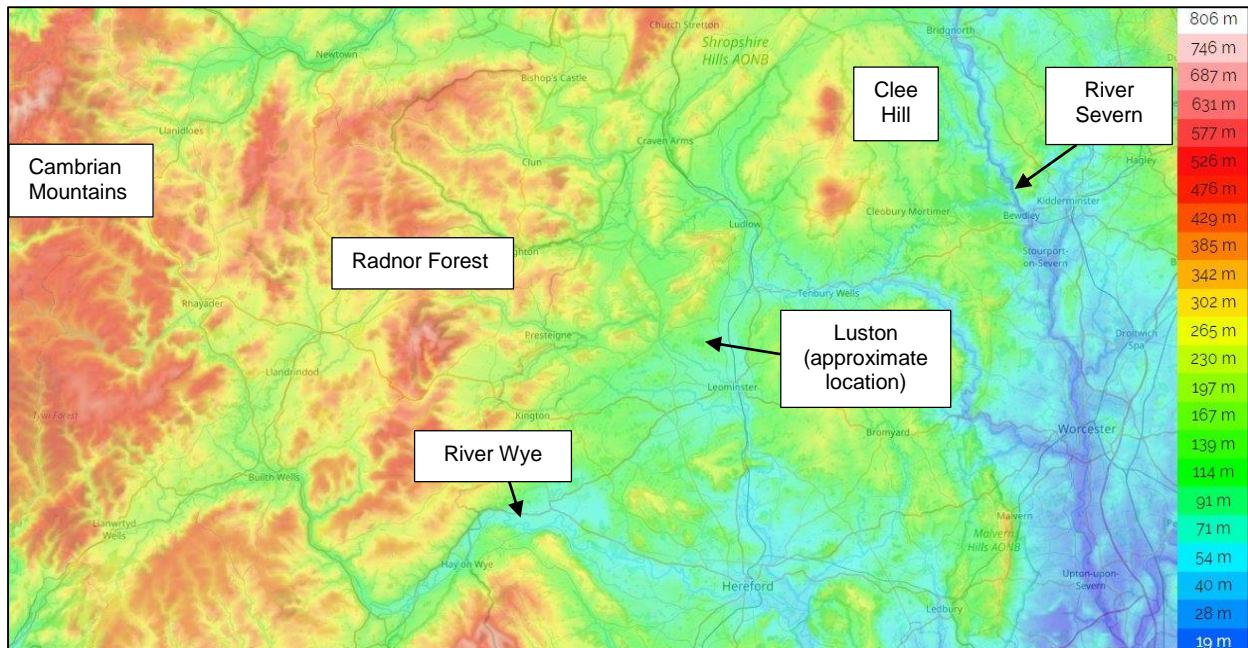 Church Stretton
Bridgnorth
Shropshire
Hills AONB
Newtown
Bishop's Castle
Clee
Hill
River
Severn
Llanidloes
Craven Arms
Hagley
Cambrian
Mountains
Clun
Kidderminster
Cleobury Mortimer
Bewdley
Ludlow
Radnor Forest
Stourport-
on-Severn
Tenbury Wells
Rhayader
Presteigne
Luston
(approximate
location)
Droitwich
Spa
Llandrindod
Leominster
Kington
Bromyard
Worcester
River Wye
Builth Wells
Llanwrtyd
Wells
Malvern
Malvern
Hills AONB
Hay on Wye
Hereford
Upton-upon-
Severn
Ledbury
806 m
746 m
687 m
631 m
577 m
526 m
476 m
429 m
385 m
342 m
302 m
265 m
230 m
197 m
167 m
139 m
114 m
91 m
71 m
54 m
40 m
28 m
19 m